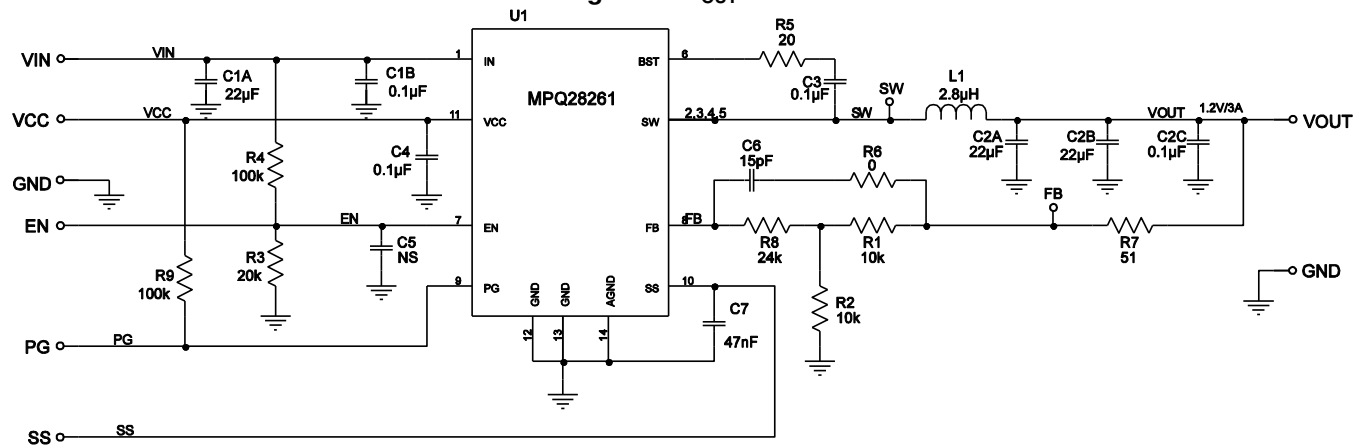 U1
VIN
VIN
C1A
22µF
C1B
0.1µF
1
IN
VCC
VCC
R4
100k
C4
0.1µF
11
VCC
GND
EN
EN
R9
100k
R3
20k
C5
NS
7
EN
9
PG
PG
PG
SS
SS
MPQ28261
GND
GND
AGND
12
13
14
BST
6
R5
20
C3
0.1µF
SW
2,3,4,5
SW
SW
L1
2.8µH
C2A
22µF
C2B
22µF
C2C
0.1µF
VOUT
1.2V/3A
VOUT
C6
15pF
R6
0
FB
8
FB
R8
24k
R1
10k
R2
10k
FB
R7
51
GND
SS
10
C7
47nF